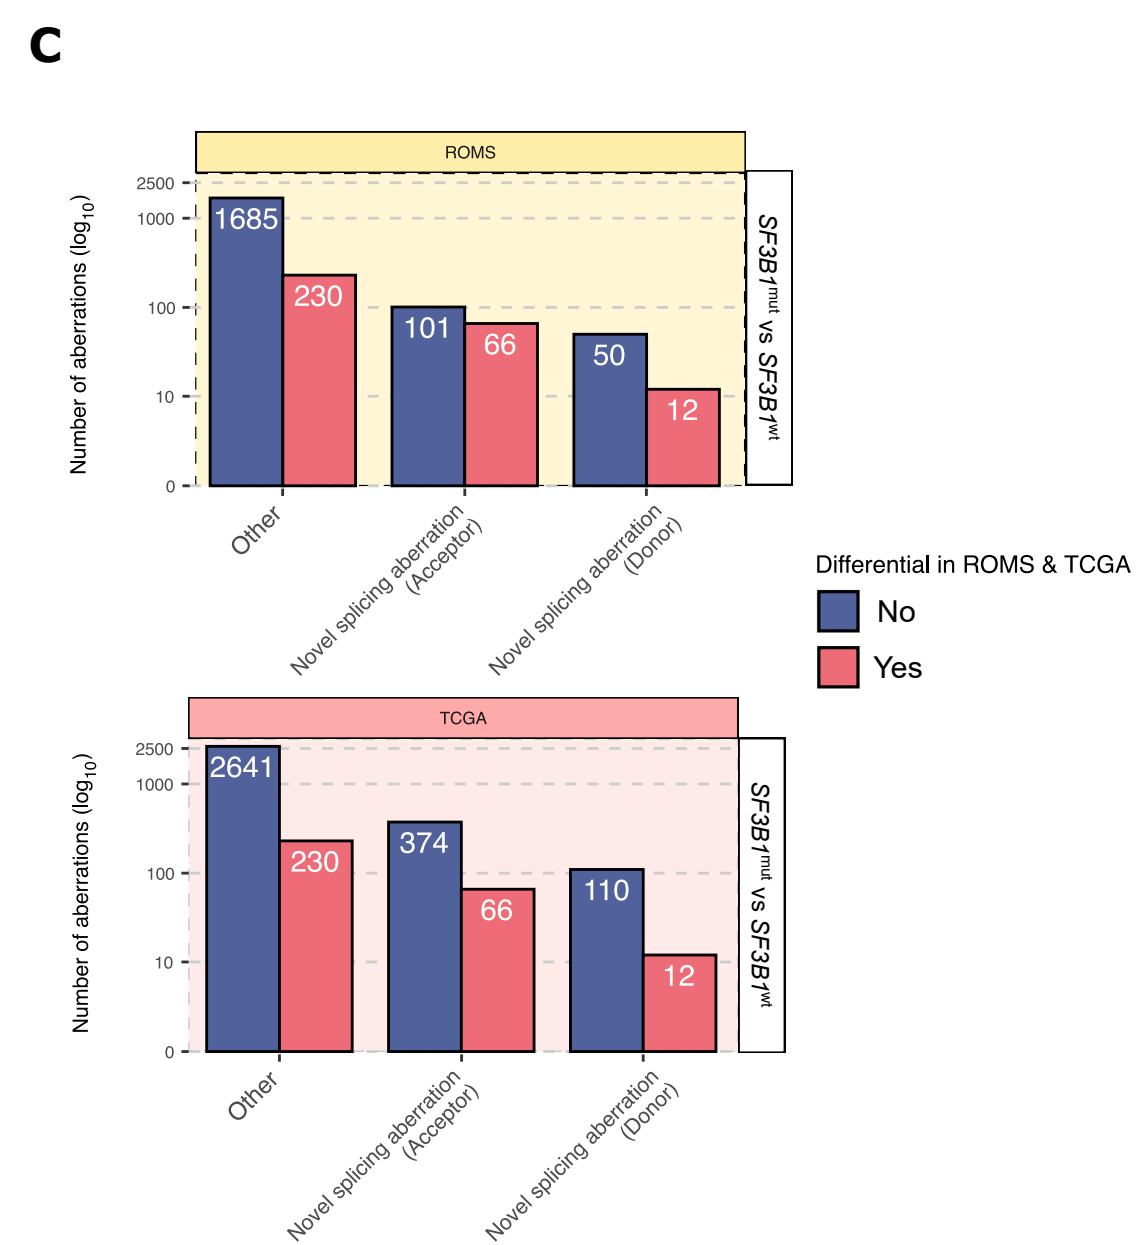 C
ROMS
Number of aberrations (log10)
2500
1000
100
10
0
1685
230
101
66
50
12
SF3B1mut vs SF3B1wt
Other
Novel splicing aberration
(Acceptor)
Novel splicing aberration
(Donor)
Differential in ROMS & TCGA
No
Yes
TCGA
Number of aberrations (log10)
2500
1000
100
10
0
2641
230
374
66
110
12
SF3B1mut vs SF3B1wt
Other
Novel splicing aberration
(Acceptor)
Novel splicing aberration
(Donor)